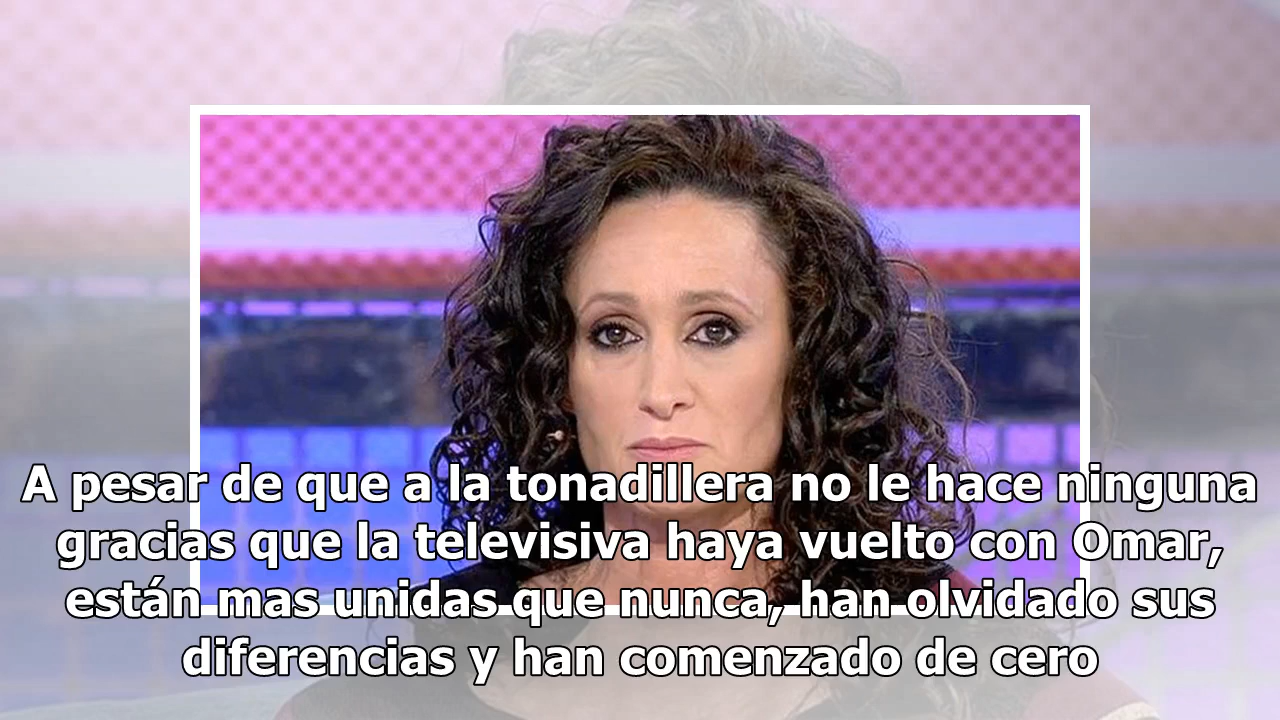 A pesar de que a la tonadillera no le hace ninguna
gracias que la televisiva haya vuelto con Omar,
están mas unidas que nunca, han olvidado sus
diferencias y han comenzado de cero